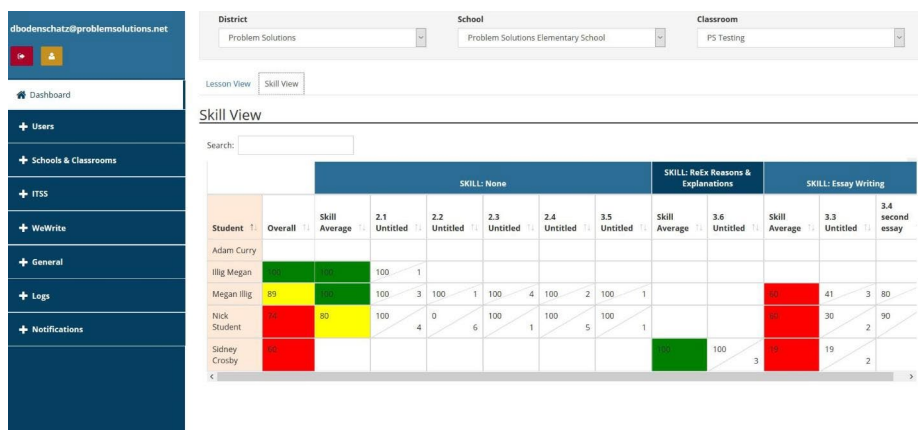 dbodenschatz@problemsolutions.net
Dashboard
Users
Schools & Classrooms
ITSS
WeWrite
General
Logs
Notifications
District School Classroom
Problem Solutions Problem Solutions Elementary School PS Testing
Lesson View Skill View
Skill View
Search:
SKILL: None SKILL: ReEx Reasons & Explanations SKILL: Essay Writing
Student Overall Skill Average 2.1 Untitled 2.2 Untitled 2.3 Untitled 2.4 Untitled 3.5 Untitled Skill Average 3.6 Untitled Skill Average 3.3 Untitled 3.4 second essay
Adam Curry
Illig Megan 100 100 100 1
Megan Illig 89 100 100 3 100 1 100 4 100 2 100 1 41 3 80
Nick Student 80 100 4 0 6 100 1 100 5 100 1 30 2 90
Sidney Crosby 100 100 3 19 19 2